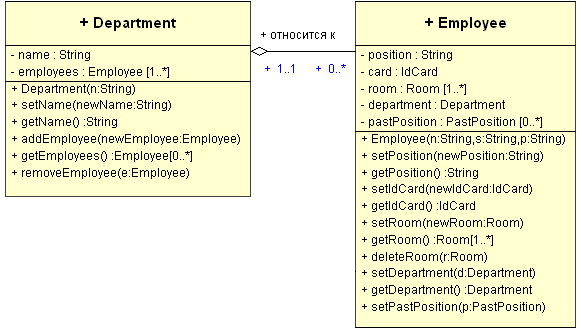 + Department
- name : String
- employees : Employee [1..*]
+ Department(n:String)
+ setName(newName:String)
+ getName() :String
+ addEmployee(newEmployee:Employee)
+ getEmployees() :Employee[0..*]
+ removeEmployee(e:Employee)
+ относится к
+ 1..1 + 0..*
+ Employee
- position : String
- card : IdCard
- room : Room [1..*]
- department : Department
- pastPosition : PastPosition [0..*]
+ Employee(n:String,s:String,p:String)
+ setPosition(newPosition:String)
+ getPosition() :String
+ setIdCard(newIdCard:IdCard)
+ getIdCard() :IdCard
+ setRoom(newRoom:Room)
+ getRoom() :Room[1..*]
+ deleteRoom(r:Room)
+ setDepartment(d:Department)
+ getDepartment() :Department
+ setPastPosition(p:PastPosition)